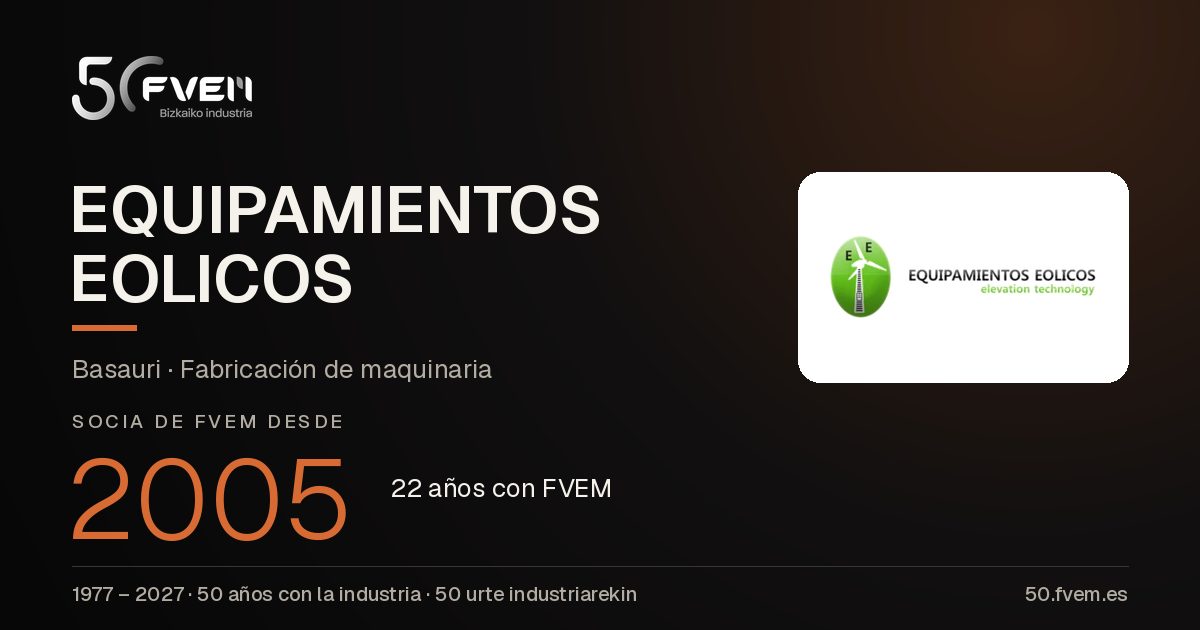 50 FVEM
Bizkaiko industria
EQUIPAMIENTOS
EOLICOS
E E
EQUIPAMIENTOS EOLICOS
elevation technology
Basauri · Fabricación de maquinaria
SOCIA DE FVEM DESDE
2005
22 años con FVEM
1977 – 2027 · 50 años con la industria · 50 urte industriarekin
50.fvem.es